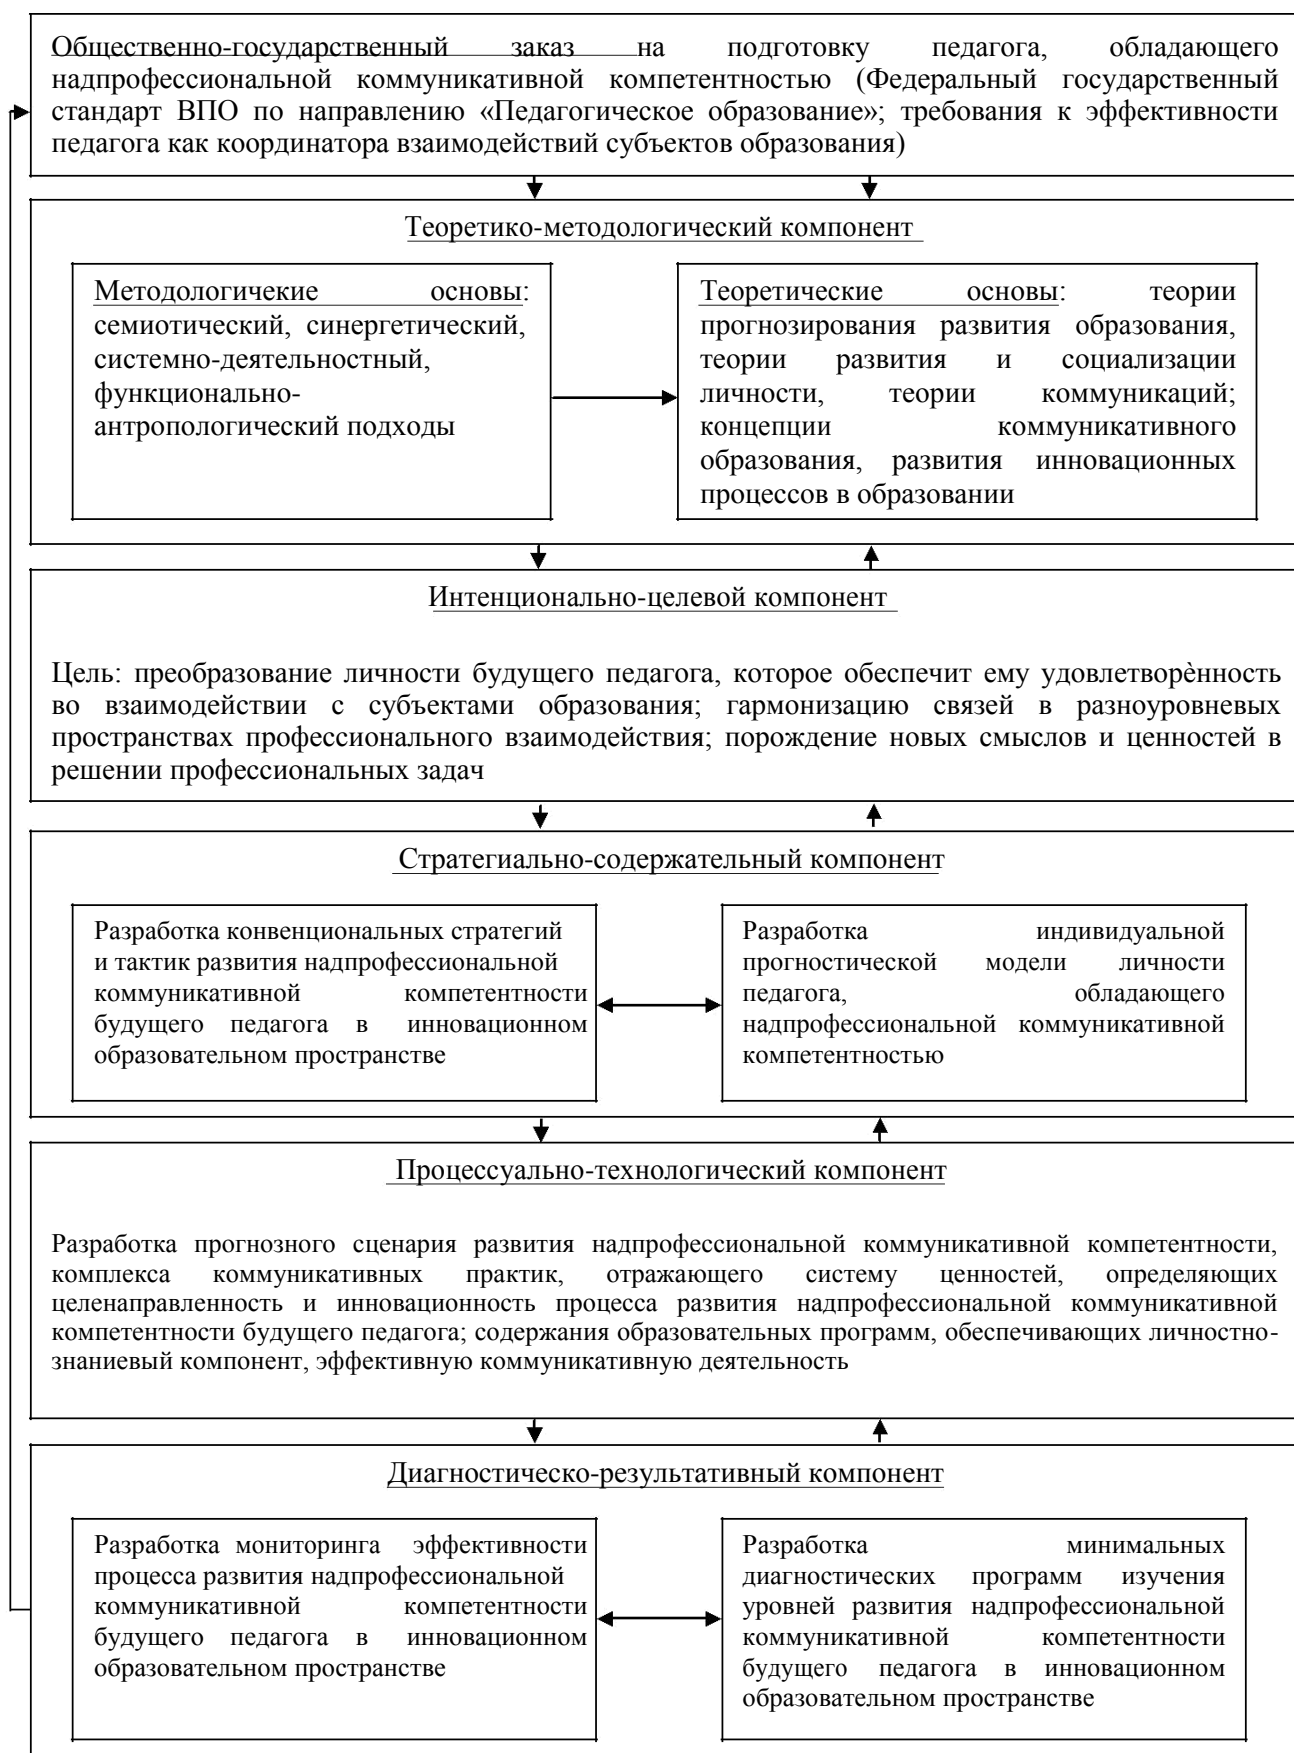 Общественно-государственный заказ на подготовку педагога, обладающего
надпрофессиональной коммуникативной компетентностью (Федеральный государственный
стандарт ВПО по направлению «Педагогическое образование»; требования к эффективности
педагога как координатора взаимодействий субъектов образования)
Теоретико-методологический компонент
Методологичекие основы:
семиотический, синергетический,
системно-деятельностный,
функционально-
антропологический подходы
Теоретические основы: теории
прогнозирования развития образования,
теории развития и социализации
личности, теории коммуникаций;
концепции коммуникативного
образования, развития инновационных
процессов в образовании
Интенционально-целевой компонент
Цель: преобразование личности будущего педагога, которое обеспечит ему удовлетворѐнность
во взаимодействии с субъектами образования; гармонизацию связей в разноуровневых
пространствах профессионального взаимодействия; порождение новых смыслов и ценностей в
решении профессиональных задач
Стратегиально-содержательный компонент
Разработка конвенциональных стратегий
и тактик развития надпрофессиональной
коммуникативной компетентности
будущего педагога в инновационном
образовательном пространстве
Разработка индивидуальной
прогностической модели личности
педагога, обладающего
надпрофессиональной коммуникативной
компетентностью
Процессуально-технологический компонент
Разработка прогнозного сценария развития надпрофессиональной коммуникативной компетентности,
комплекса коммуникативных практик, отражающего систему ценностей, определяющих
целенаправленность и инновационность процесса развития надпрофессиональной коммуникативной
компетентности будущего педагога; содержания образовательных программ, обеспечивающих личностно-
знаниевый компонент, эффективную коммуникативную деятельность
Диагностическо-результативный компонент
Разработка мониторинга эффективности
процесса развития надпрофессиональной
коммуникативной компетентности
будущего педагога в инновационном
образовательном пространстве
Разработка минимальных
диагностических программ изучения
уровней развития надпрофессиональной
коммуникативной компетентности
будущего педагога в инновационном
образовательном пространстве